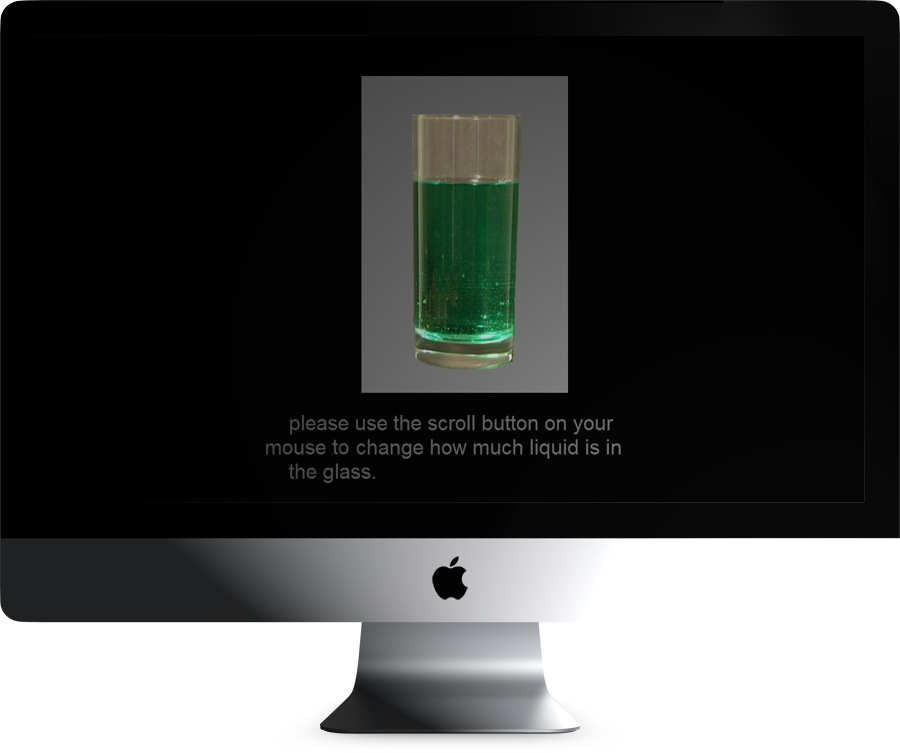 please use the scroll button on your
mouse to change how much liquid is in
the glass.